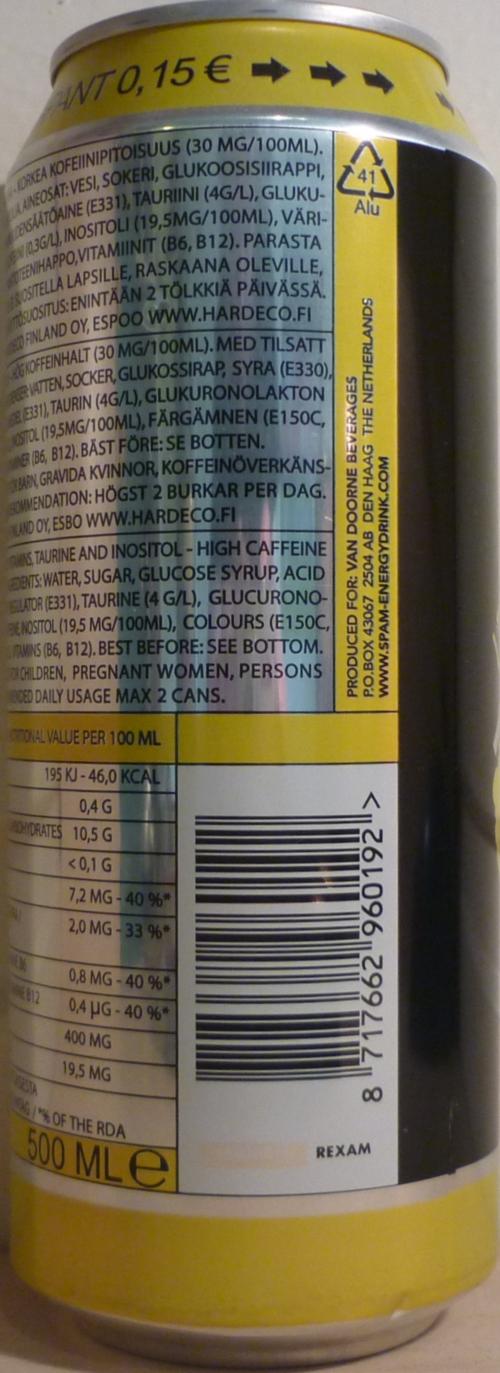 PANT 0,15 €
KORKEA KOFEIINIPITOISUUS (30 MG/100ML).
AINEOSAT: VESI, SOKERI, GLUKOOSISIIRAPPI,
(E331), TAURIINI (4G/L), GLUKU-
(0,3G/L), INOSITOLI (19,5MG/100ML), VÄRI-
VITAMIINIT (B6, B12). PARASTA
SUOSITELLA LAPSILLE, RASKAANA OLEVILLE,
ENINTÄÄN 2 TÖLKKIÄ PÄIVÄSSÄ.
FINLAND OY, ESPOO WWW.HARDECO.FI
HÖG KOFFEINHALT (30 MG/100ML). MED TILSATT
VATTEN, SOCKER, GLUKOSSIRAP, SYRA (E330),
(E331), TAURIN (4G/L), GLUKURONOLAKTON
INOSITOL (19,5MG/100ML), FÄRGÄMNEN (E150C,
(B6, B12). BÄST FÖRE: SE BOTTEN.
BARN, GRAVIDA KVINNOR, KOFFEINÖVERKÄNS-
HÖGST 2 BURKAR PER DAG.
OY, ESBO WWW.HARDECO.FI
TAURINE AND INOSITOL - HIGH CAFFEINE
WATER, SUGAR, GLUCOSE SYRUP, ACID
(E331), TAURINE (4 G/L), GLUCURONO-
INOSITOL (19,5 MG/100ML), COLOURS (E150C,
VITAMINS (B6, B12). BEST BEFORE: SEE BOTTOM.
CHILDREN, PREGNANT WOMEN, PERSONS
DAILY USAGE MAX 2 CANS.
41
Alu
PRODUCED FOR: VAN DOORNE BEVERAGES
P.O.BOX 43067 2504 AB DEN HAAG THE NETHERLANDS
WWW.SPAM-ENERGYDRINK.COM
VALUE PER 100 ML
195 KJ - 46,0 KCAL
0,4 G
10,5 G
<0,1 G
7,2 MG - 40 %*
2,0 MG - 33 %*
0,8 MG - 40 %*
B12 0,4 µG - 40 %*
400 MG
19,5 MG
/ *% OF THE RDA
500 ML e
8 717662 960192 >
REXAM